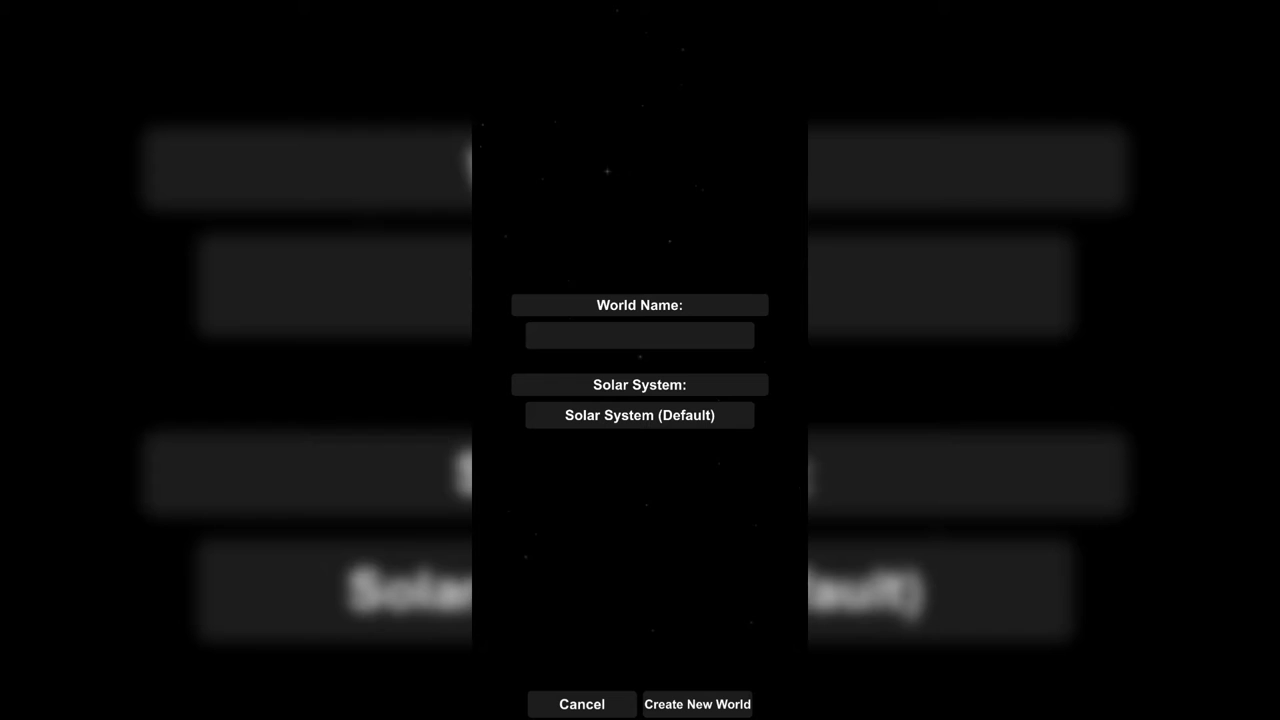 World Name:
Solar System:
Solar System (Default)
Cancel
Create New World